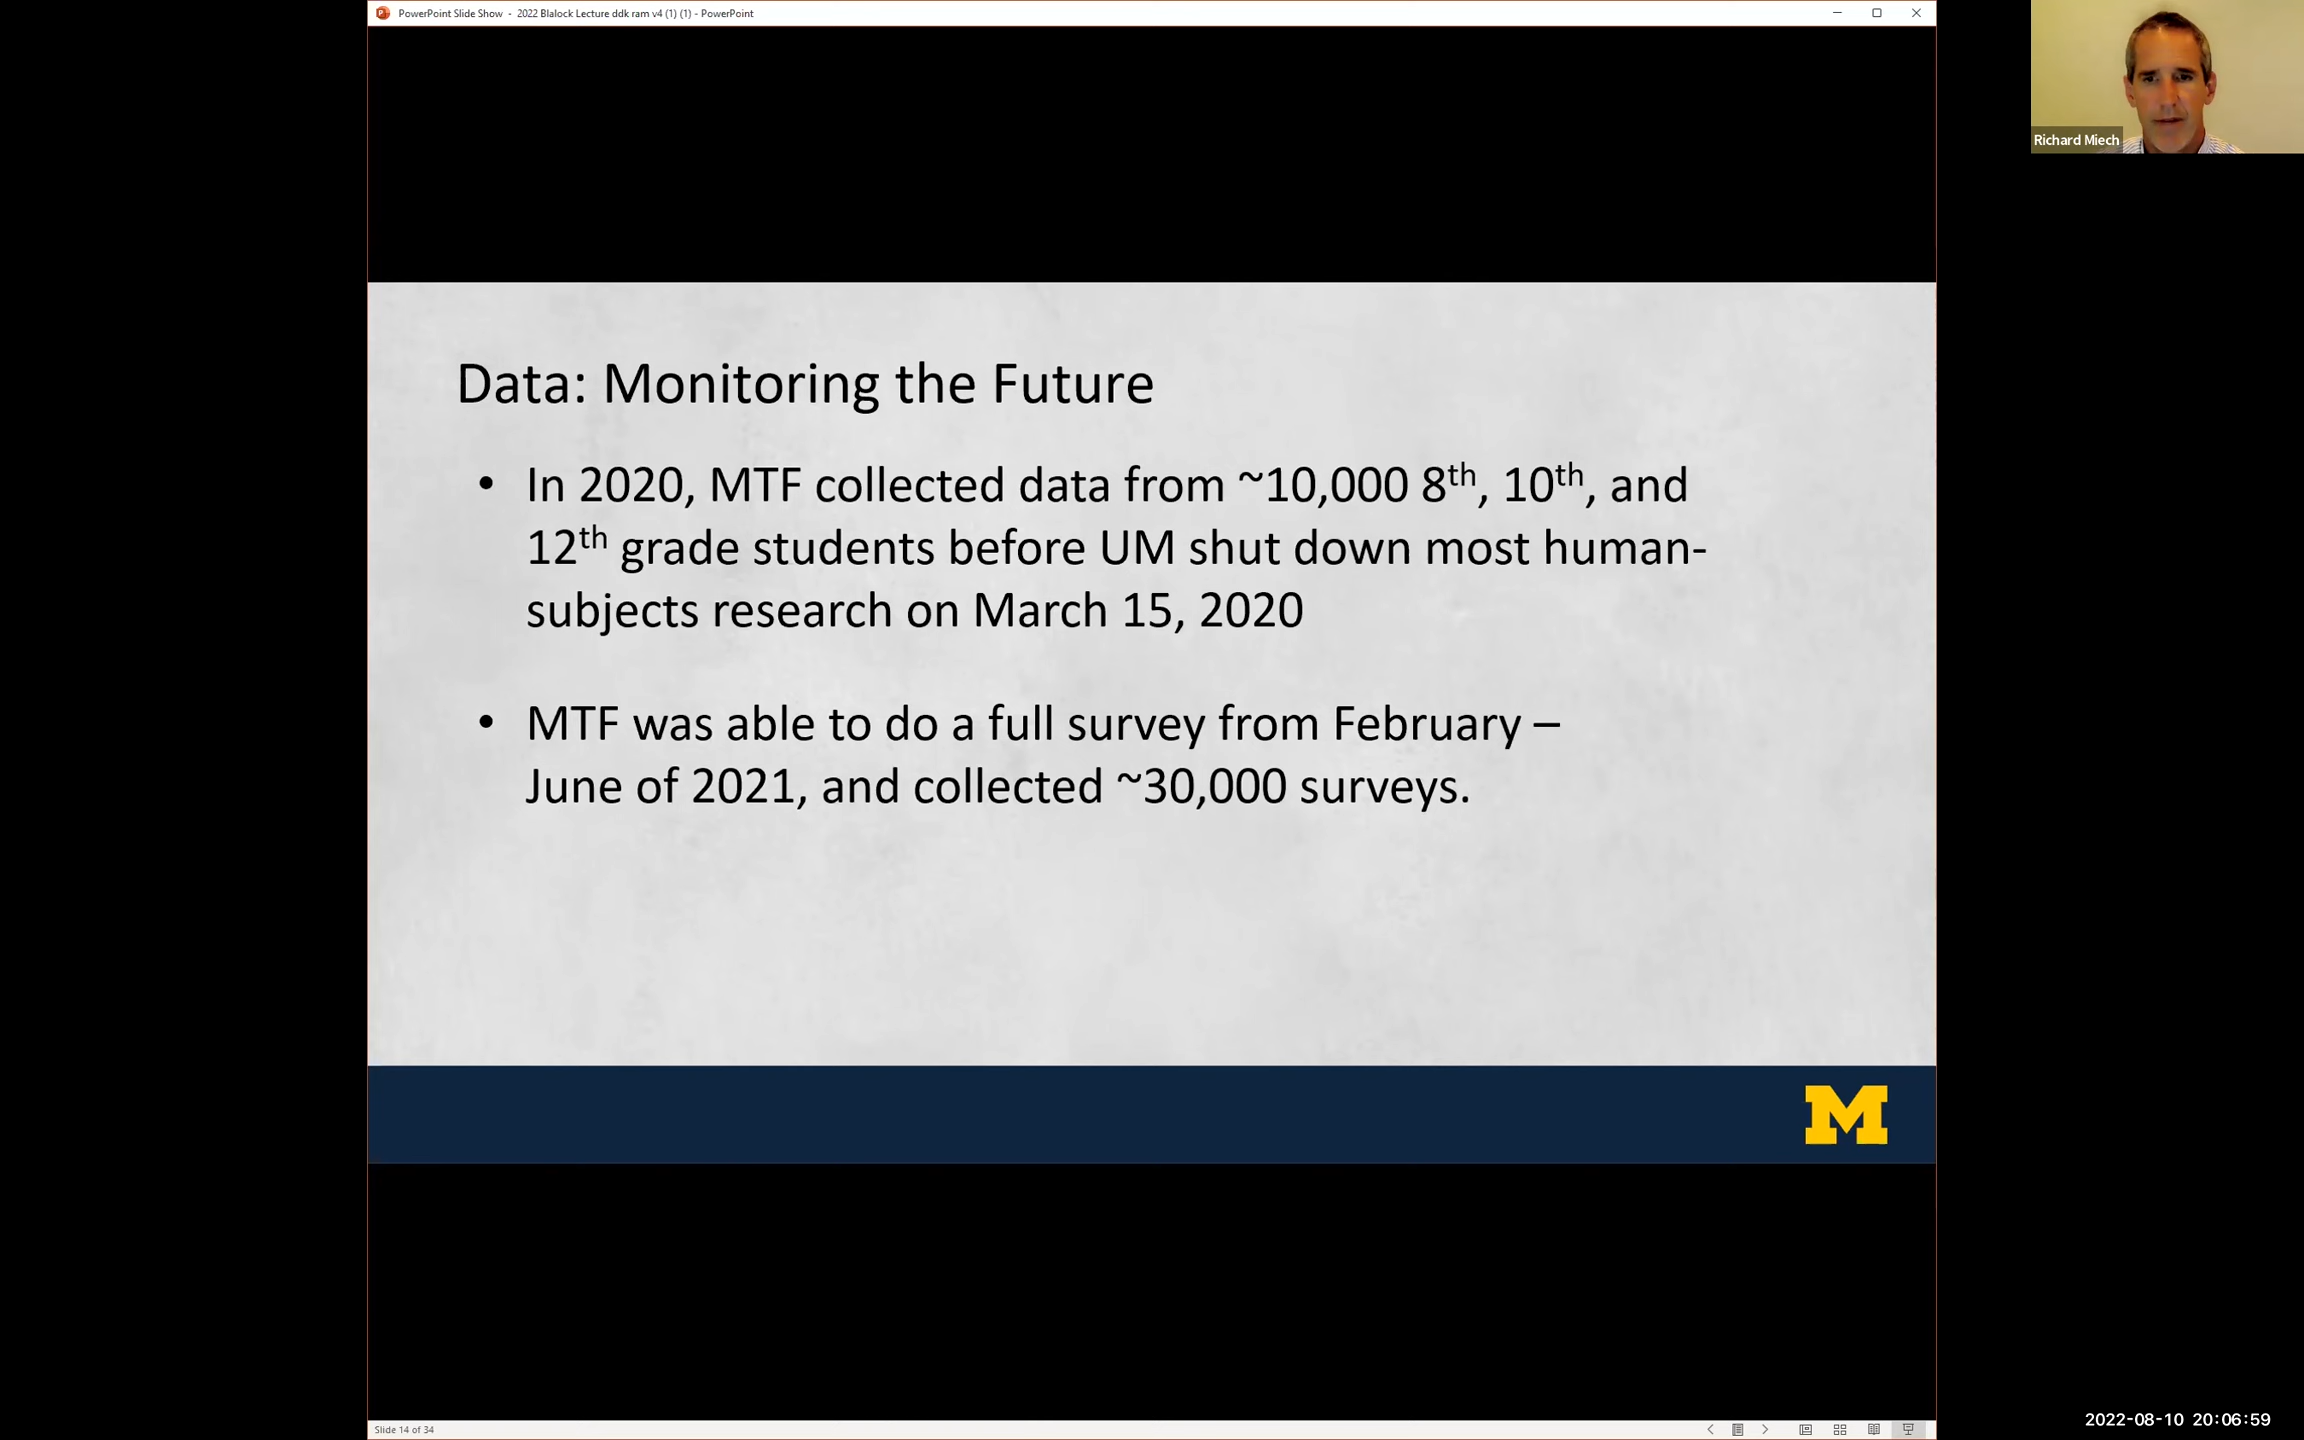 PowerPoint Slide Show - 2022 Blalock Lecture ddk ram v4 (1) (1) - PowerPoint
Richard Miech
Data: Monitoring the Future
• In 2020, MTF collected data from ~10,000 8th, 10th, and
12th grade students before UM shut down most human-
subjects research on March 15, 2020
• MTF was able to do a full survey from February –
June of 2021, and collected ~30,000 surveys.
M
Slide 14 of 34
2022-08-10 20:06:59